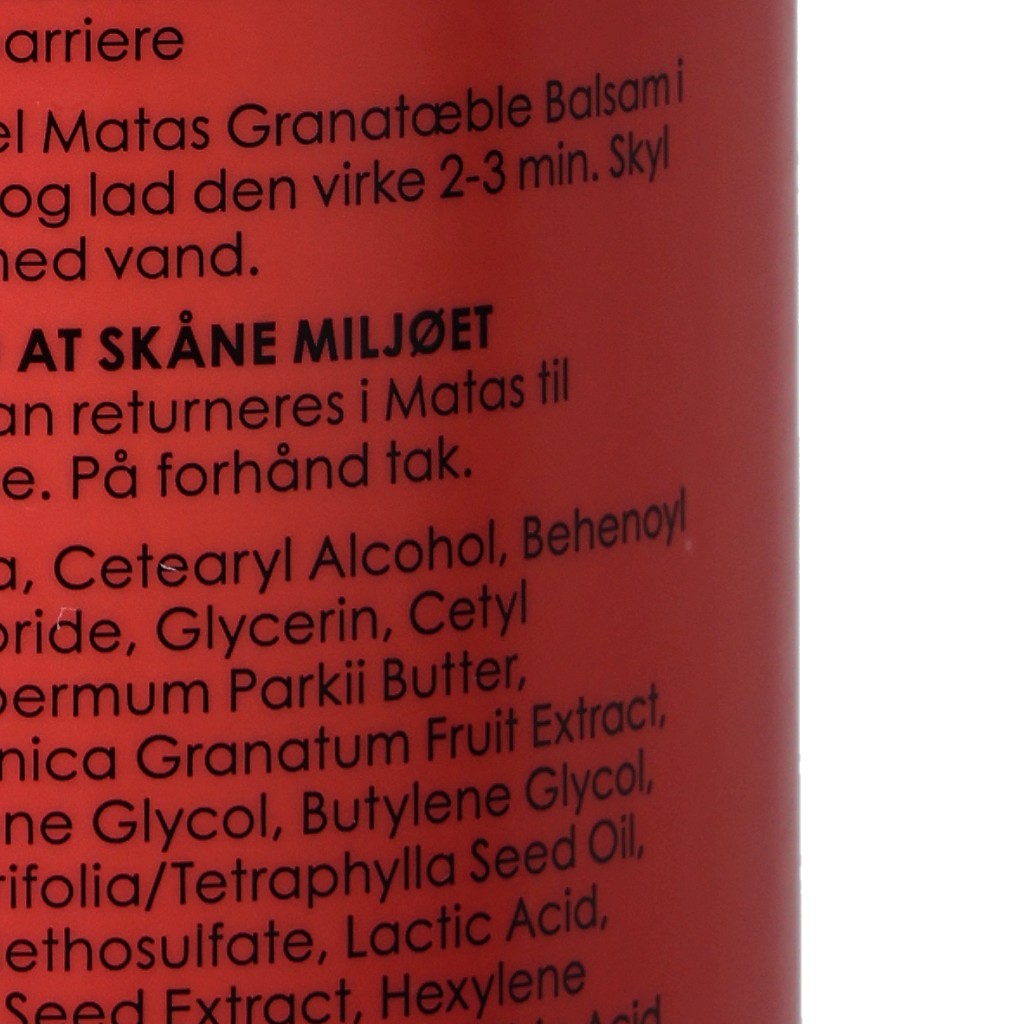 arriere
el Matas Granatæble Balsam i
og lad den virke 2-3 min. Skyl
ned vand.
AT SKÅNE MILJØET
an returneres i Matas til
e. På forhånd tak.
a, Cetearyl Alcohol, Behenoyl
oride, Glycerin, Cetyl
permum Parkii Butter,
nica Granatum Fruit Extract,
ne Glycol, Butylene Glycol,
rifolia/Tetraphylla Seed Oil,
lethosulfate, Lactic Acid,
Seed Extract, Hexylene
Acid